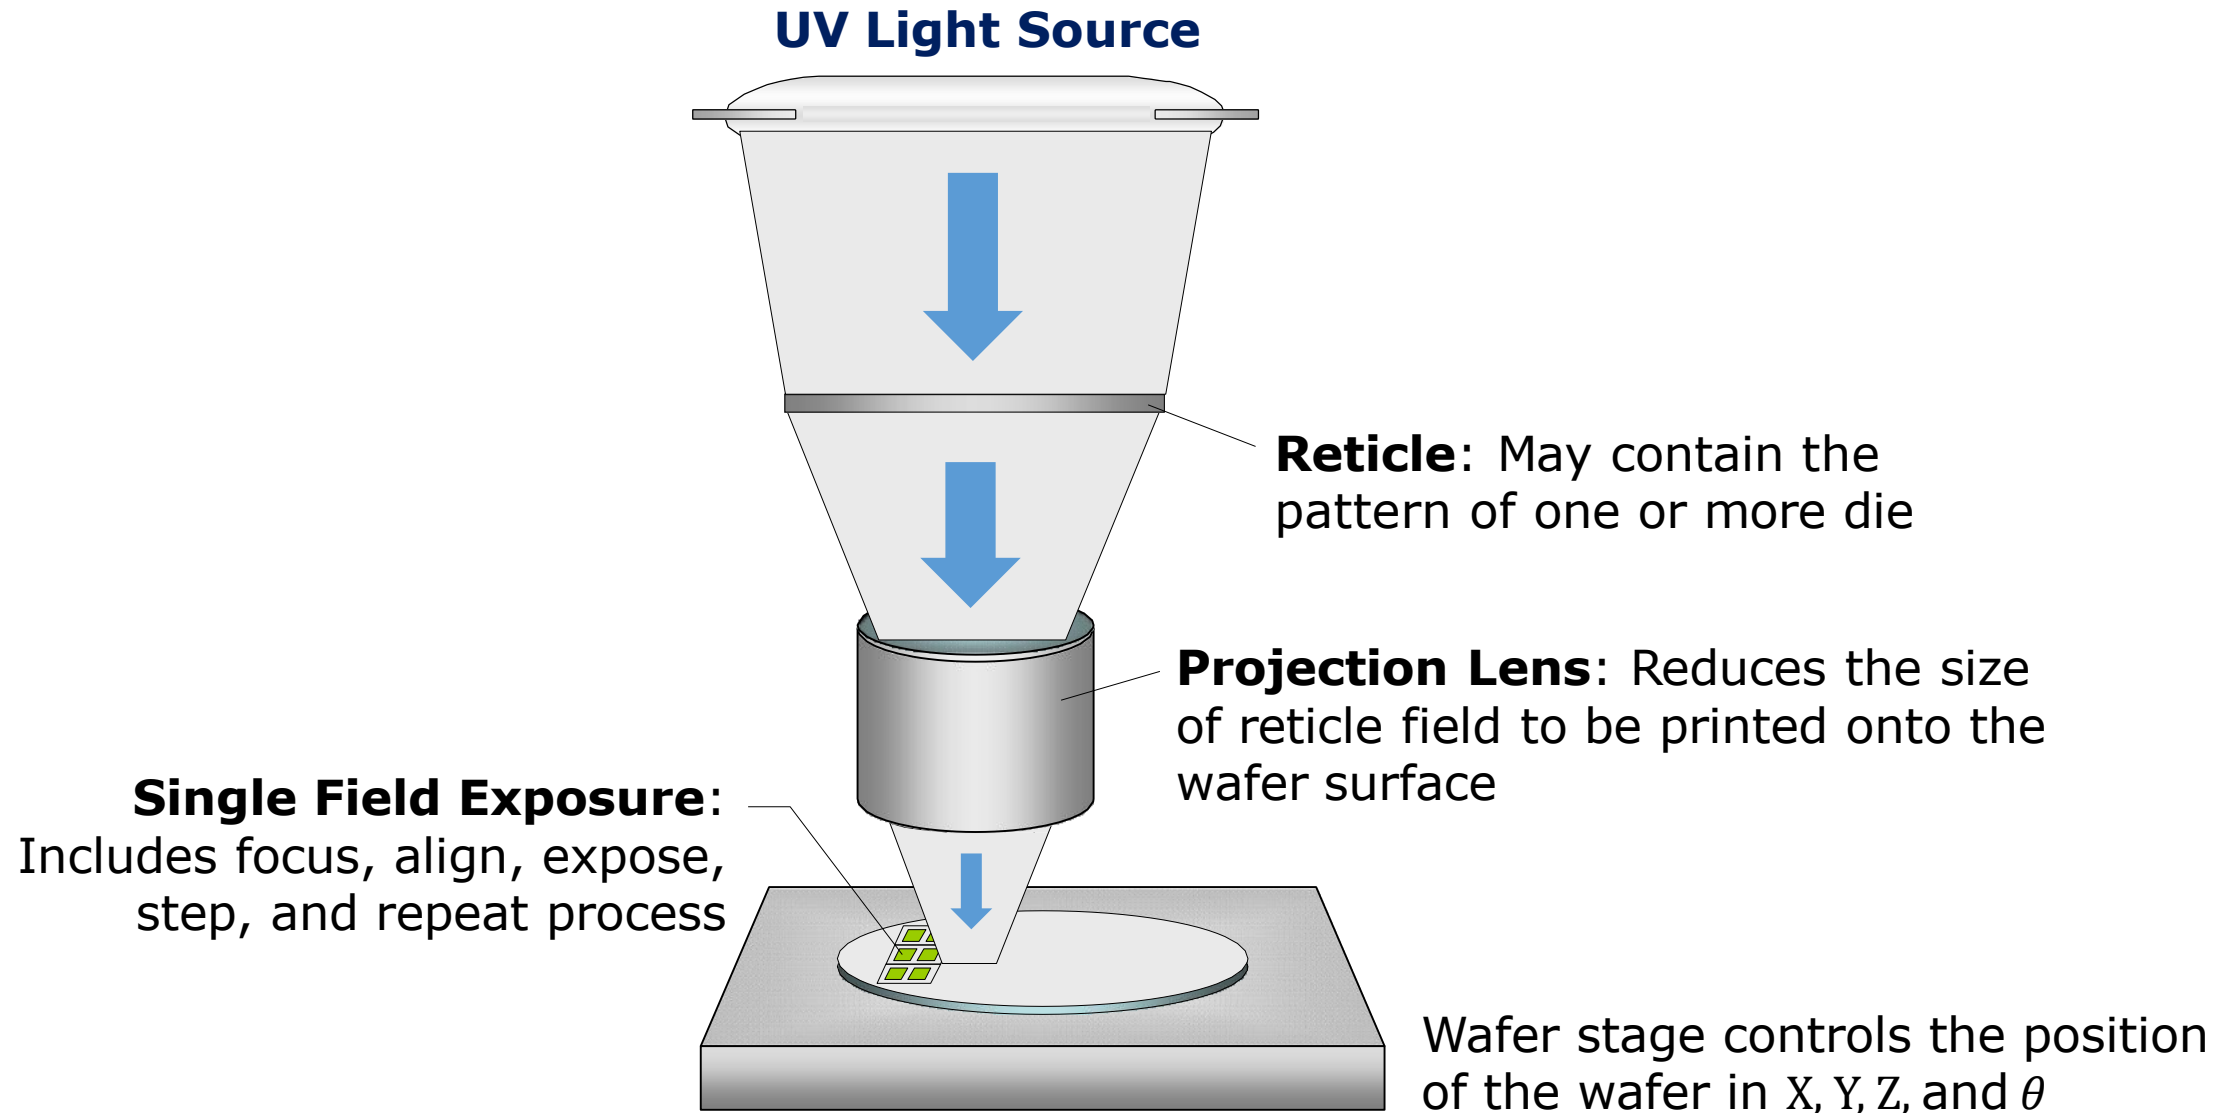 UV Light Source
Reticle: May contain the
pattern of one or more die
Projection Lens: Reduces the size
of reticle field to be printed onto the
wafer surface
Single Field Exposure:
Includes focus, align, expose,
step, and repeat process
Wafer stage controls the position
of the wafer in X, Y, Z, and θ